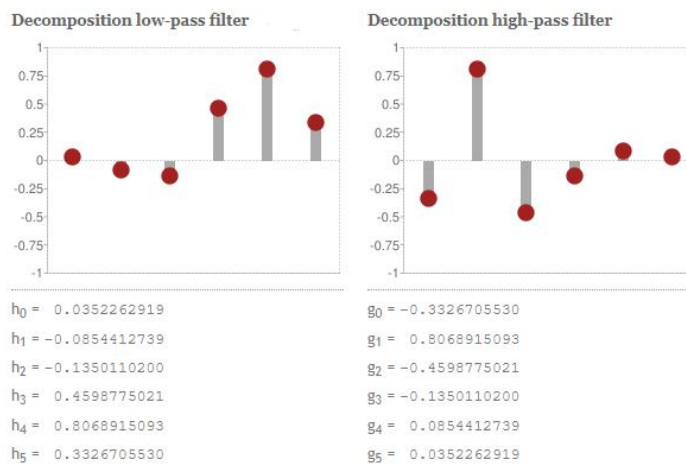 Decomposition low-pass filter
1
0.75
0.5
0.25
0
-0.25
-0.5
-0.75
-1
h0 = 0.0352262919
h1 = -0.0854412739
h2 = -0.1350110200
h3 = 0.4598775021
h4 = 0.8068915093
h5 = 0.3326705530
Decomposition high-pass filter
1
0.75
0.5
0.25
0
-0.25
-0.5
-0.75
-1
g0 = -0.3326705530
g1 = 0.8068915093
g2 = -0.4598775021
g3 = -0.1350110200
g4 = 0.0854412739
g5 = 0.0352262919